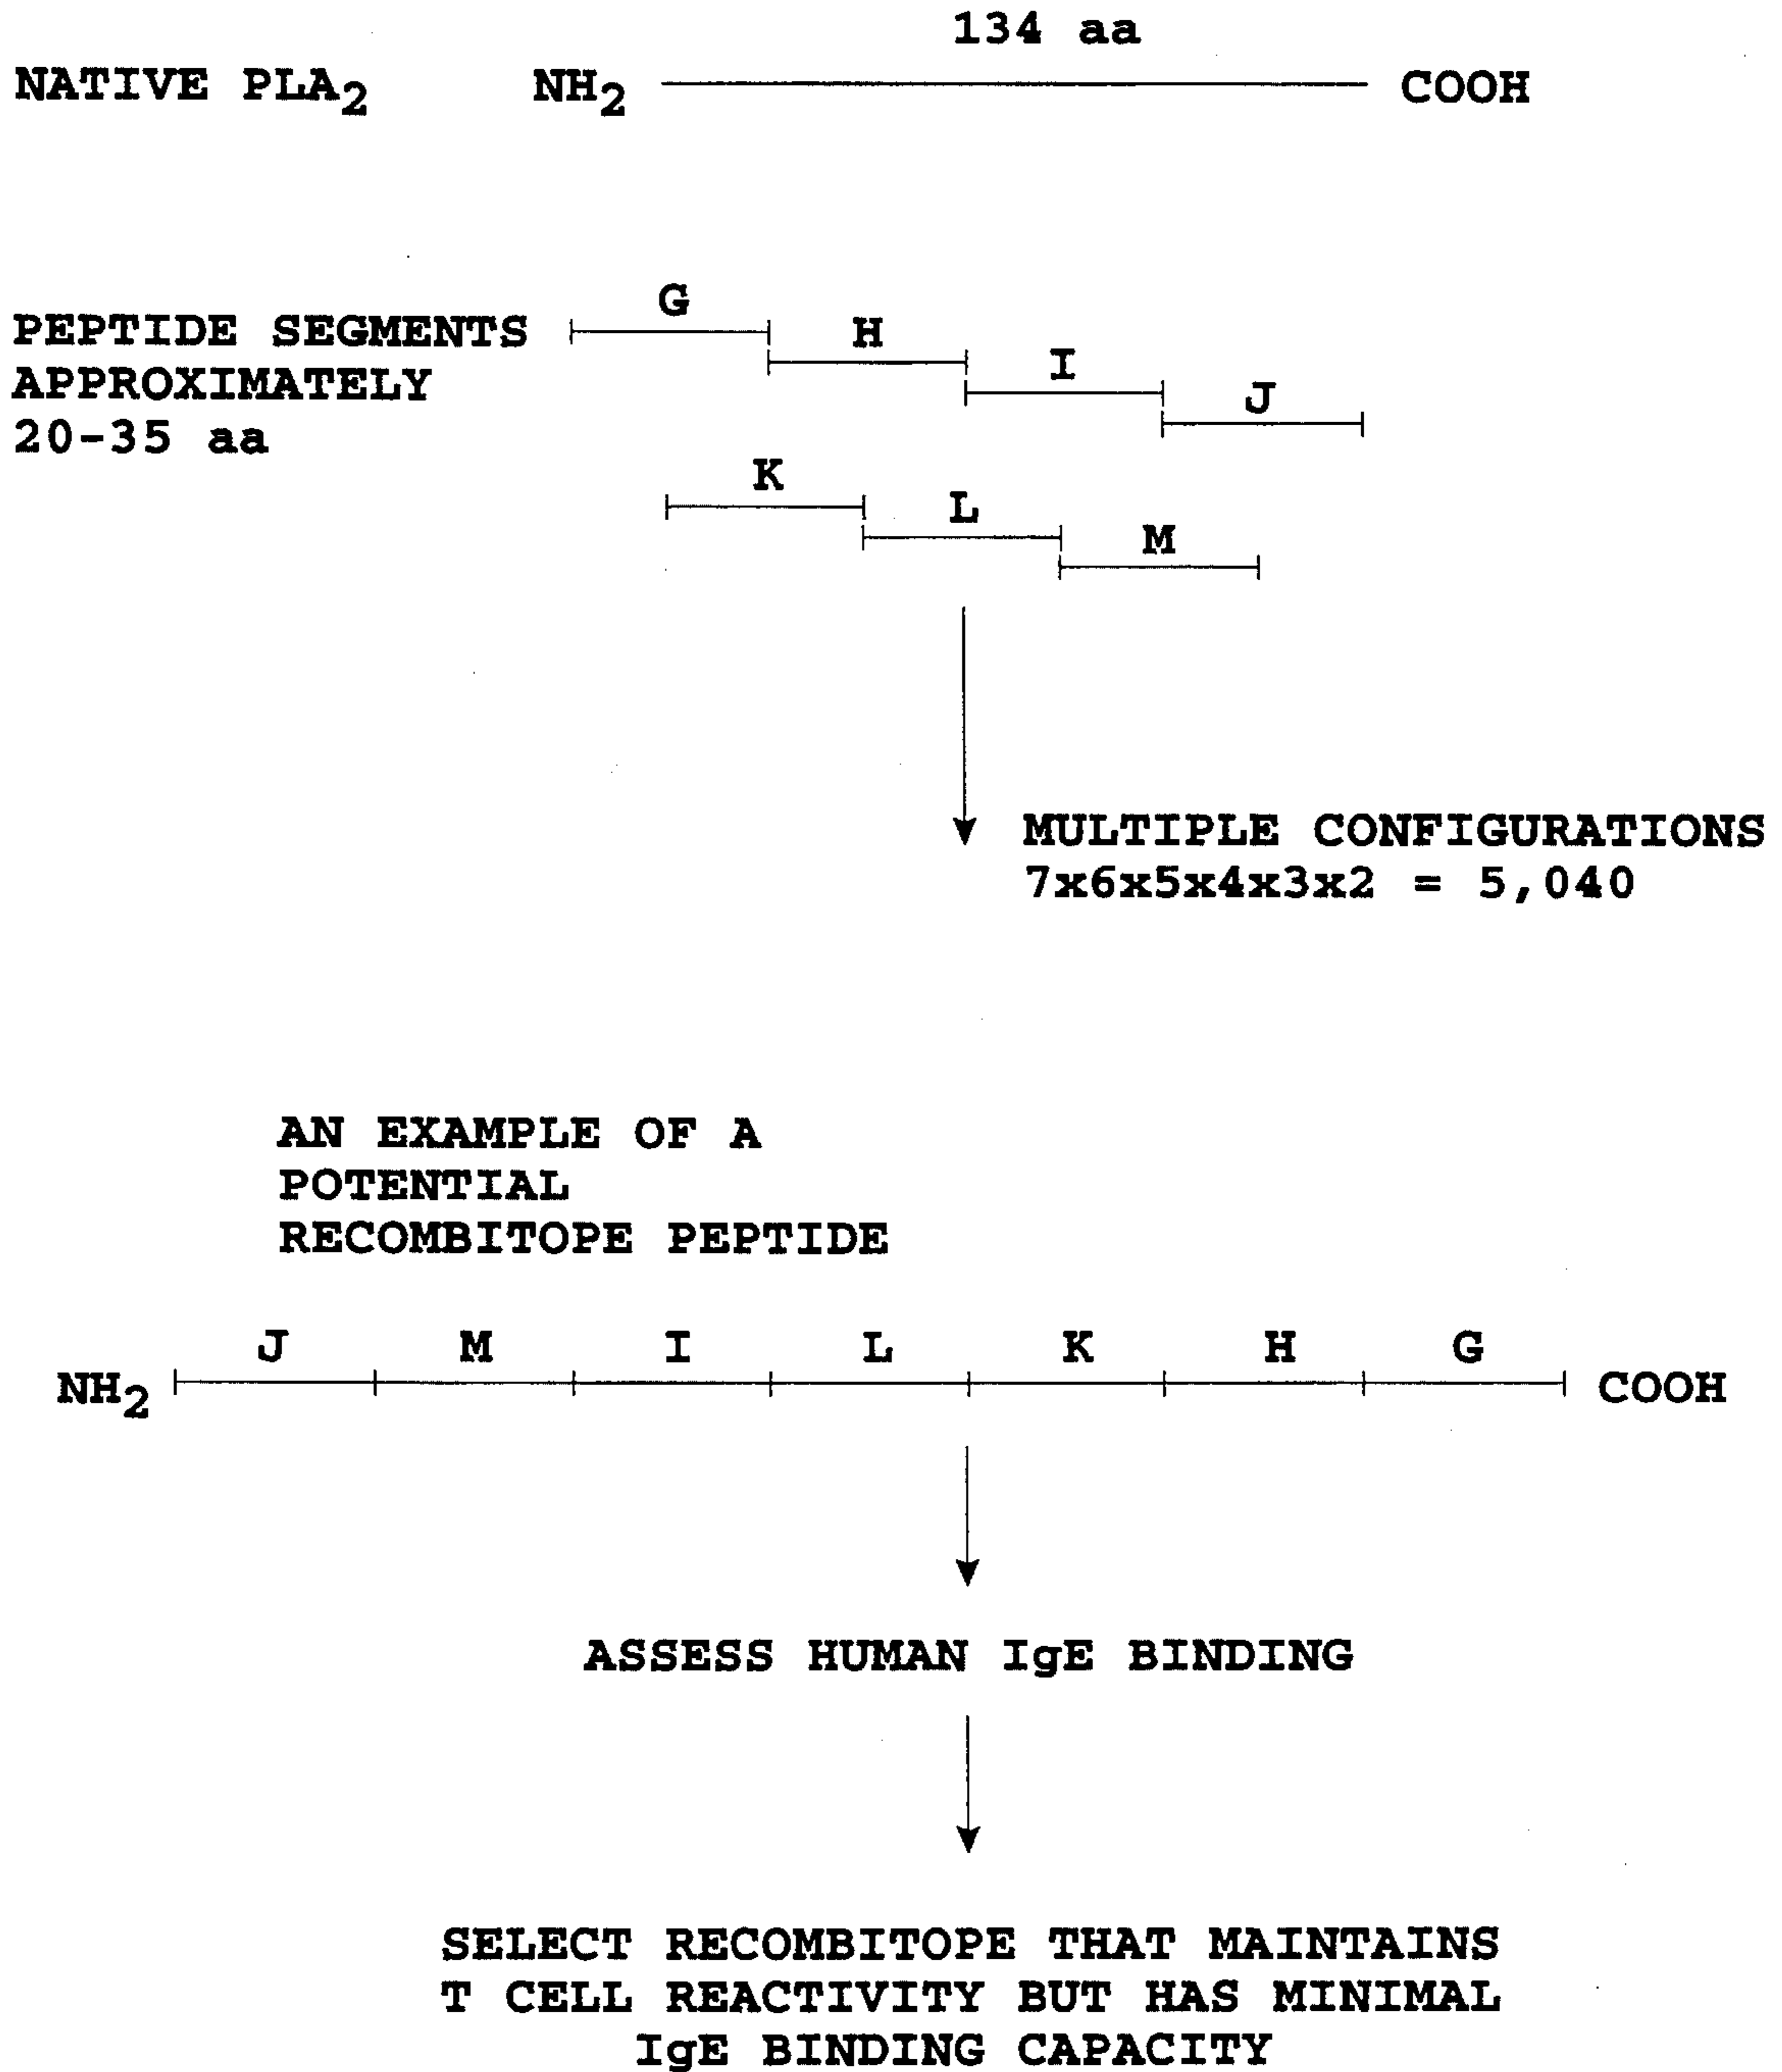 134 aa
NATIVE PLA2 NH2 COOH
G
PEPTIDE SEGMENTS
H
APPROXIMATELY
I
J
20-35 aa
K
L
M
MULTIPLE CONFIGURATIONS
7x6x5x4x3x2 = 5,040
AN EXAMPLE OF A
POTENTIAL
RECOMBITOPE PEPTIDE
J M I L K H G
NH2 COOH
ASSESS HUMAN IgE BINDING
SELECT RECOMBITOPE THAT MAINTAINS
T CELL REACTIVITY BUT HAS MINIMAL
IgE BINDING CAPACITY